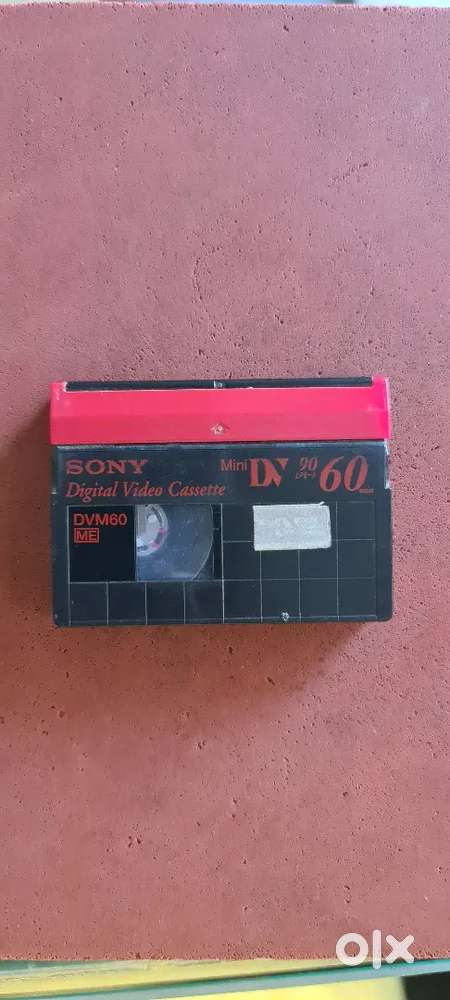 SONY
Digital Video Cassette
Mini DV 90 60
DVM60
ME
olx